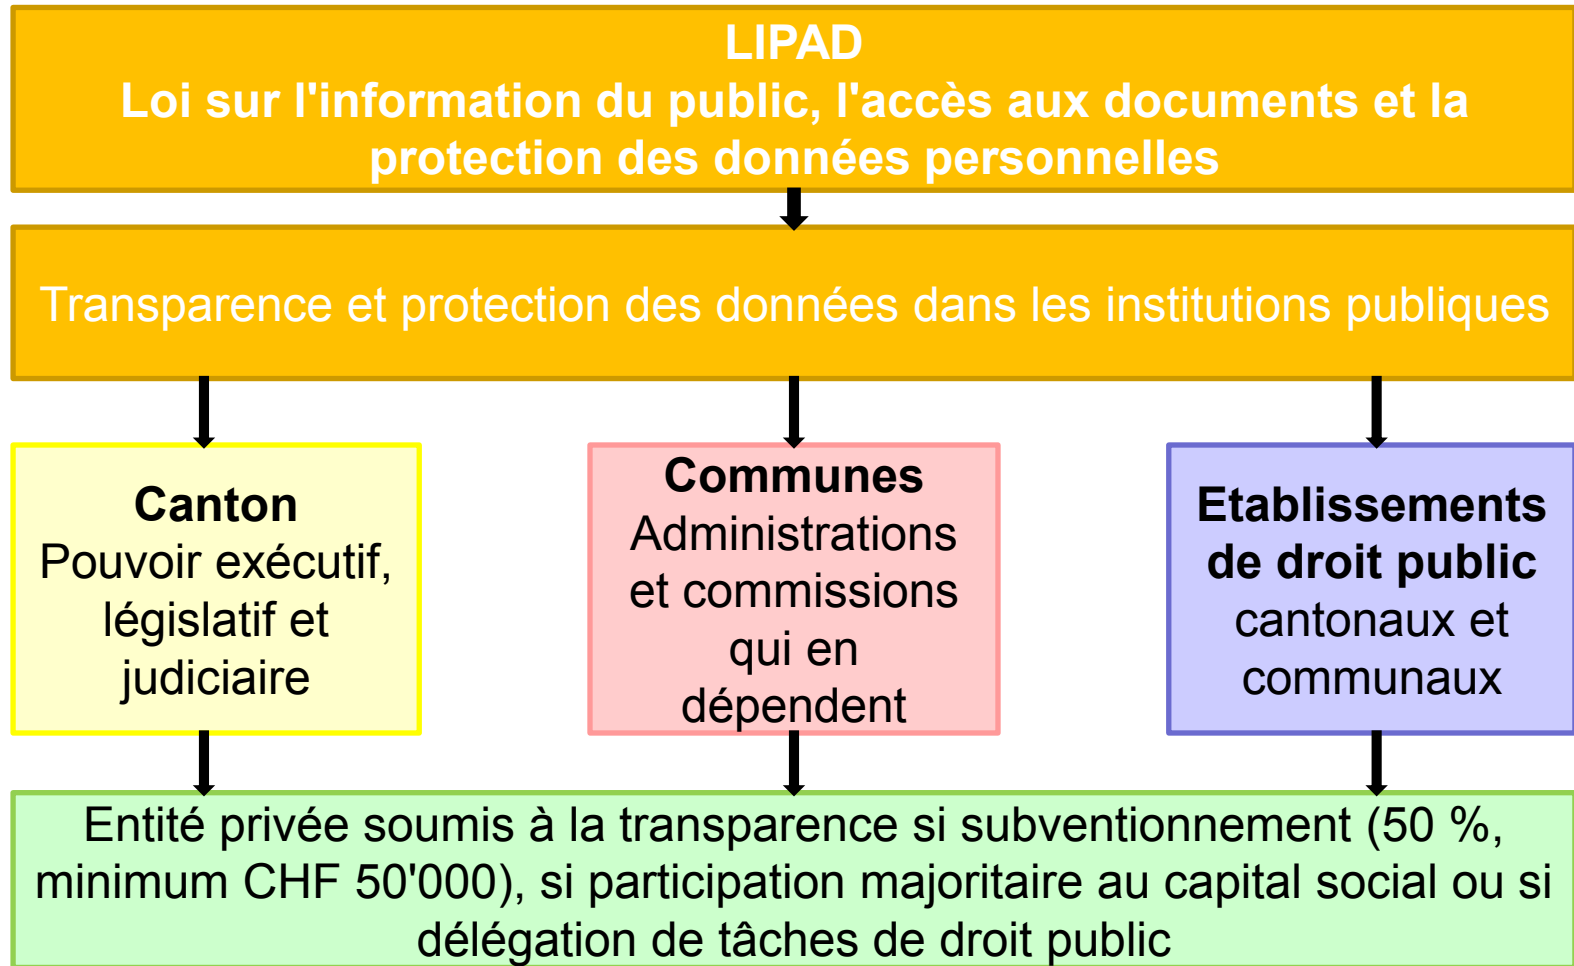 LIPAD
Loi sur l'information du public, l'accès aux documents et la
protection des données personnelles
Transparence et protection des données dans les institutions publiques
Canton
Pouvoir exécutif,
législatif et
judiciaire
Communes
Administrations
et commissions
qui en
dépendent
Etablissements
de droit public
cantonaux et
communaux
Entité privée soumis à la transparence si subventionnement (50 %,
minimum CHF 50'000), si participation majoritaire au capital social ou si
délégation de tâches de droit public